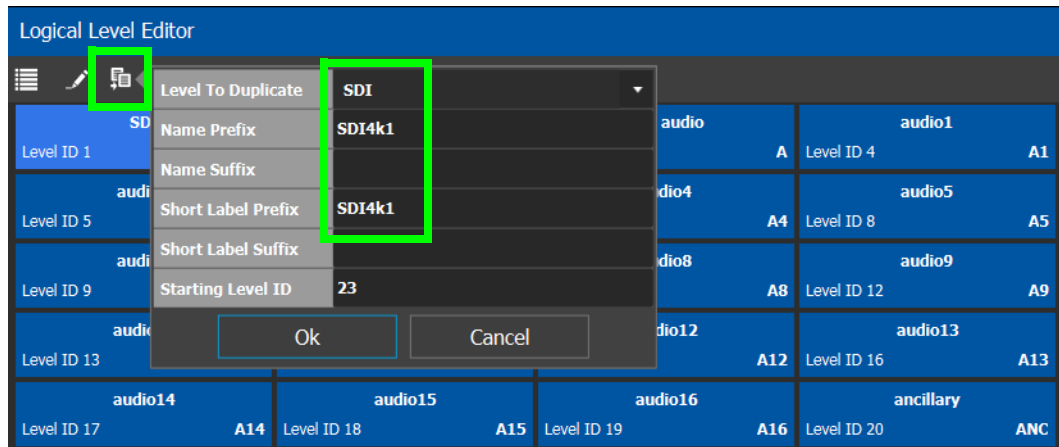 Logical Level Editor
Level To Duplicate SDI
Name Prefix SDI4k1
Name Suffix
Short Label Prefix SDI4k1
Short Label Suffix
Starting Level ID 23
Ok Cancel
SD
Level ID 1
audio
A
audio1
Level ID 4 A1
audi
Level ID 5
dio4
A4
audio5
Level ID 8 A5
audi
Level ID 9
dio8
A8
audio9
Level ID 12 A9
audio
Level ID 13
dio12
A12
audio13
Level ID 16 A13
audio14
Level ID 17 A14
audio15
Level ID 18 A15
audio16
Level ID 19 A16
ancillary
Level ID 20 ANC